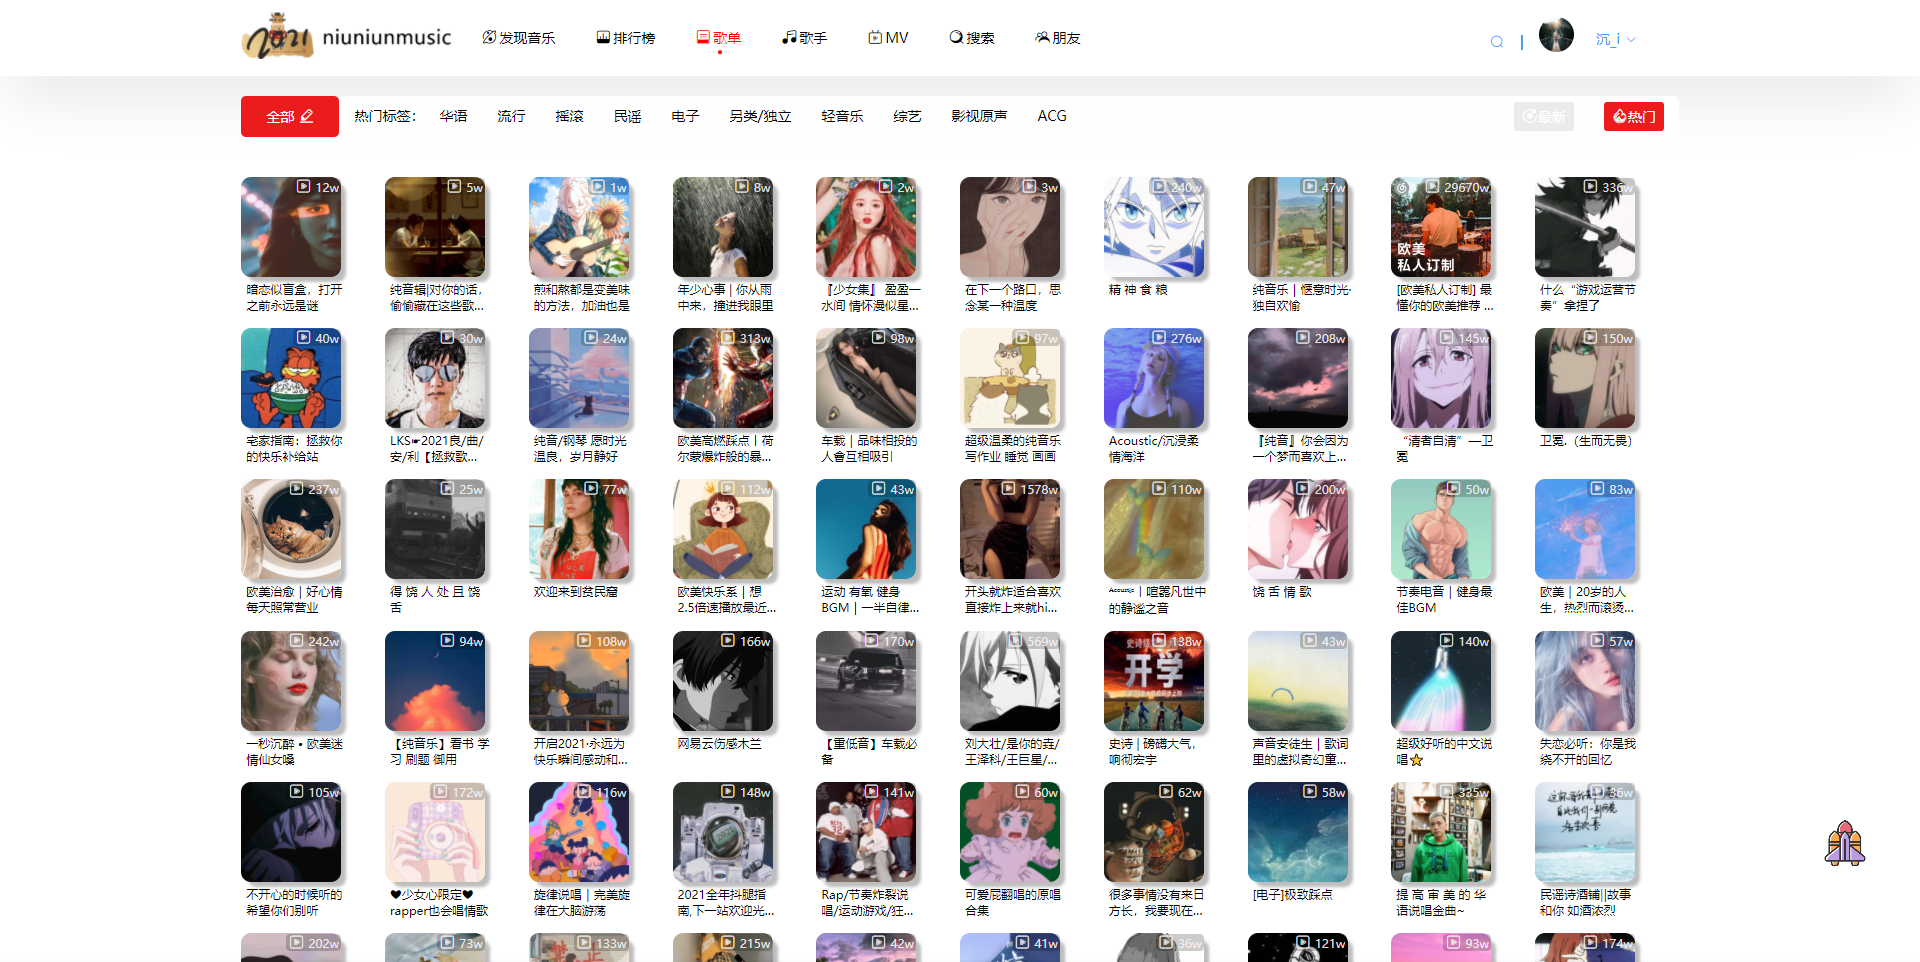 2021 niuniunmusic
发现音乐 排行榜 歌单 歌手 MV 搜索 朋友
沉_i
全部 热门标签： 华语 流行 摇滚 民谣 电子 另类/独立 轻音乐 综艺 影视原声 ACG
最新 热门
12w 5w 1w 8w 2w 3w 240w 47w 29670w 336w
欧美
私人订制
暗恋似盲盒，打开
之前永远是谜
纯音辑|对你的话，
偷偷藏在这些歌...
煎和熬都是变美味
的方法，加油也是
年少心事 | 你从雨
中来，撞进我眼里
『少女集』 盈盈一
水间 情怀漫似星...
在下一个路口，思
念某一种温度
精 神 食 粮
纯音乐 | 惬意时光·
独自欢愉
[欧美私人订制] 最
懂你的欧美推荐 ...
什么“游戏运营节
奏”拿捏了
40w 30w 24w 313w 98w 97w 276w 208w 145w 150w
宅家指南：拯救你
的快乐补给站
LKS☛2021良/曲/
安/利【拯救歌...
纯音/钢琴 愿时光
温良，岁月静好
欧美高燃踩点丨荷
尔蒙爆炸般的暴...
车载 | 品味相投的
人會互相吸引
超级温柔的纯音乐
写作业 睡觉 画画
Acoustic/沉浸柔
情海洋
『纯音』你会因为
一个梦而喜欢上...
“清者自清”—卫
冕
卫冕.（生而无畏）
237w 25w 77w 112w 43w 1578w 110w 200w 50w 83w
欧美治愈 | 好心情
每天照常营业
得 饶 人 处 且 饶
舌
欢迎来到贫民窟
欧美快乐系 | 想
2.5倍速播放最近...
运动 有氧 健身
BGM | 一半自律...
开头就炸适合喜欢
直接炸上来就hi...
Acoustic | 喧嚣凡世中
的静谧之音
饶 舌 情 歌
节奏电音 | 健身最
佳BGM
欧美 | 20岁的人
生，热烈而滚烫...
242w 94w 108w 166w 170w 569w 138w 43w 140w 57w
开学
一秒沉醉 • 欧美迷
情仙女嗓
【纯音乐】看书 学
习 刷题 御用
开启2021·永远为
快乐瞬间感动和...
网易云伤感木兰
【重低音】车载必
备
刘大壮/是你的垚/
王泽科/王巨星/...
史诗 | 磅礴大气，
响彻宏宇
声音安徒生 | 歌词
里的虚拟奇幻童...
超级好听的中文说
唱⭐
失恋必听：你是我
绕不开的回忆
105w 172w 116w 148w 141w 60w 62w 58w 335w 36w
不开心的时候听的
希望你们别听
♥少女心限定♥
rapper也会唱情歌
旋律说唱 | 完美旋
律在大脑游荡
2021全年抖腿指
南,下一站欢迎光...
Rap/节奏炸裂说
唱/运动游戏/狂...
可爱屁翻唱的原唱
合集
很多事情没有来日
方长，我要现在...
[电子]极致踩点
提 高 审 美 的 华
语说唱金曲~
民谣诗酒铺||故事
和你 如酒浓烈
202w 73w 133w 215w 42w 41w 36w 121w 93w 174w